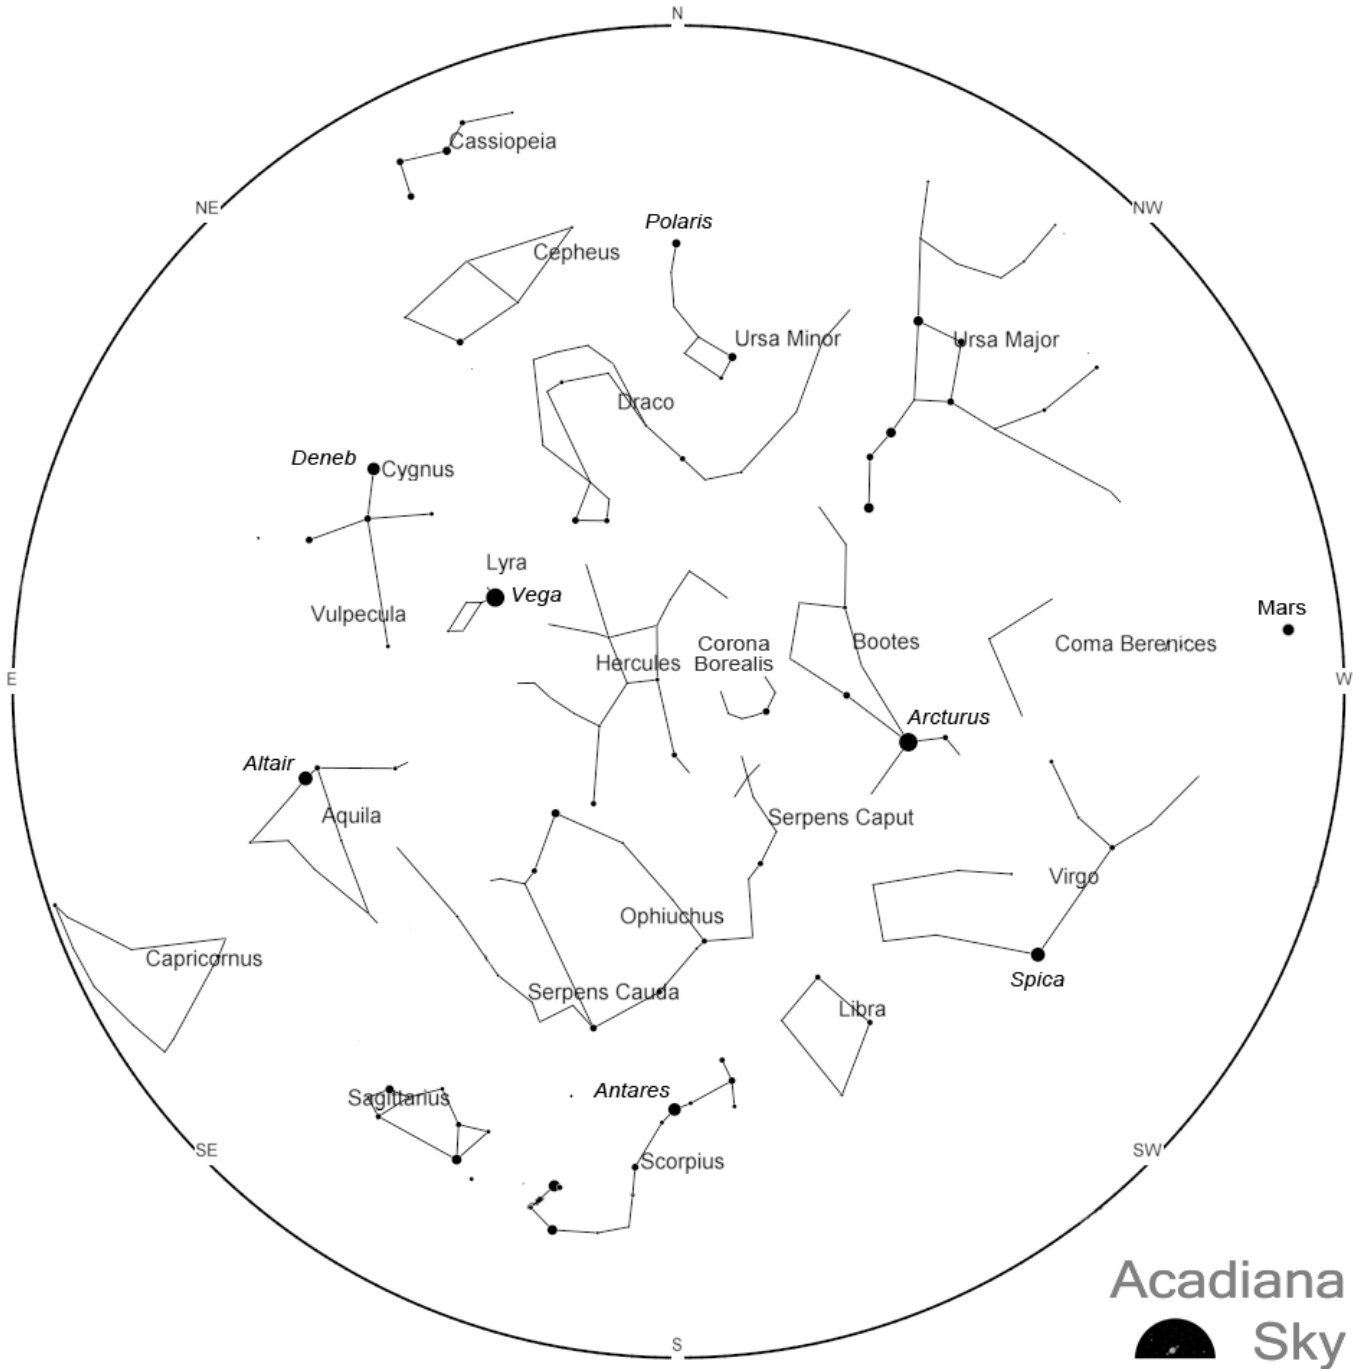 N
Cassiopeia
NE
NW
Polaris
Cepheus
Ursa Minor
Ursa Major
Draco
Deneb
Cygnus
Lyra
Vega
Vulpecula
Mars
Corona
Borealis
Hercules
Bootes
Coma Berenices
E
W
Arcturus
Altair
Aquila
Serpens Caput
Virgo
Ophiuchus
Capricornus
Spica
Serpens Cauda
Libra
Antares
Sagittarius
SE
Scorpius
SW
Acadiana
Sky
S